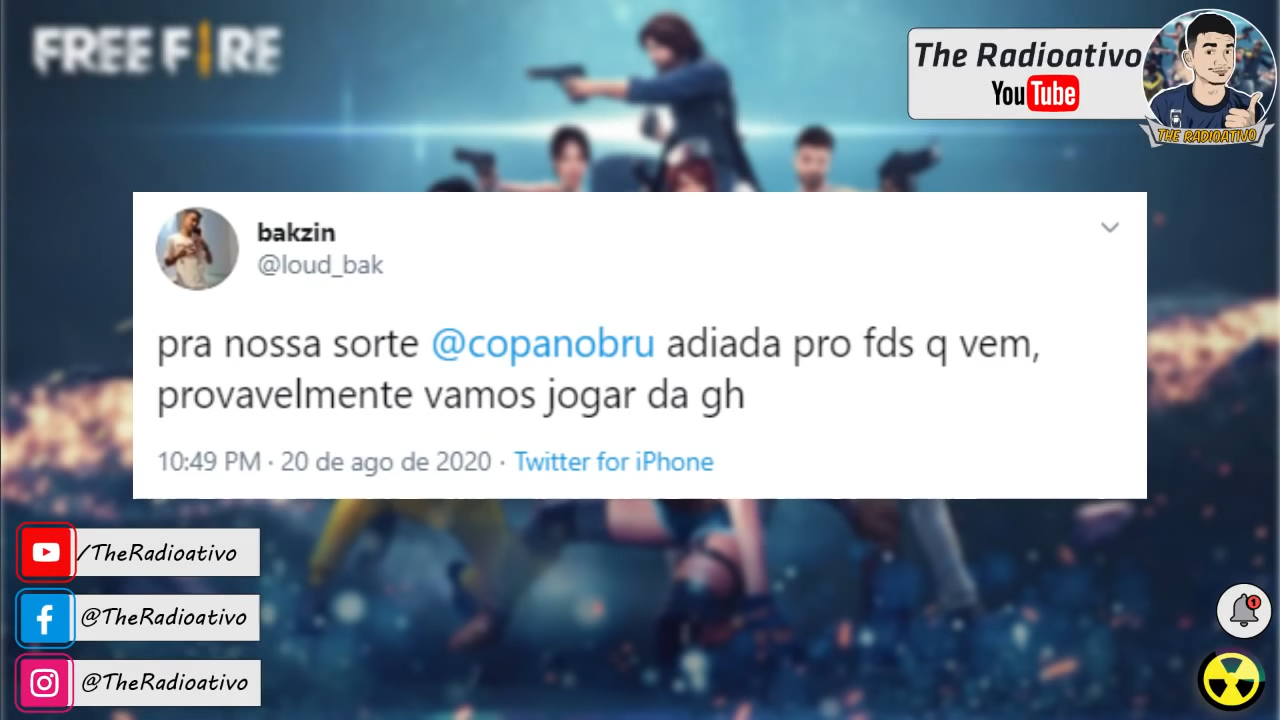 FREE FIRE
The Radioativo
YouTube
THE RADIOATIVO
bakzin
@loud_bak
pra nossa sorte @copanobru adiada pro fds q vem,
provavelmente vamos jogar da gh
10:49 PM · 20 de ago de 2020 · Twitter for iPhone
/TheRadioativo
@TheRadioativo
@TheRadioativo
1